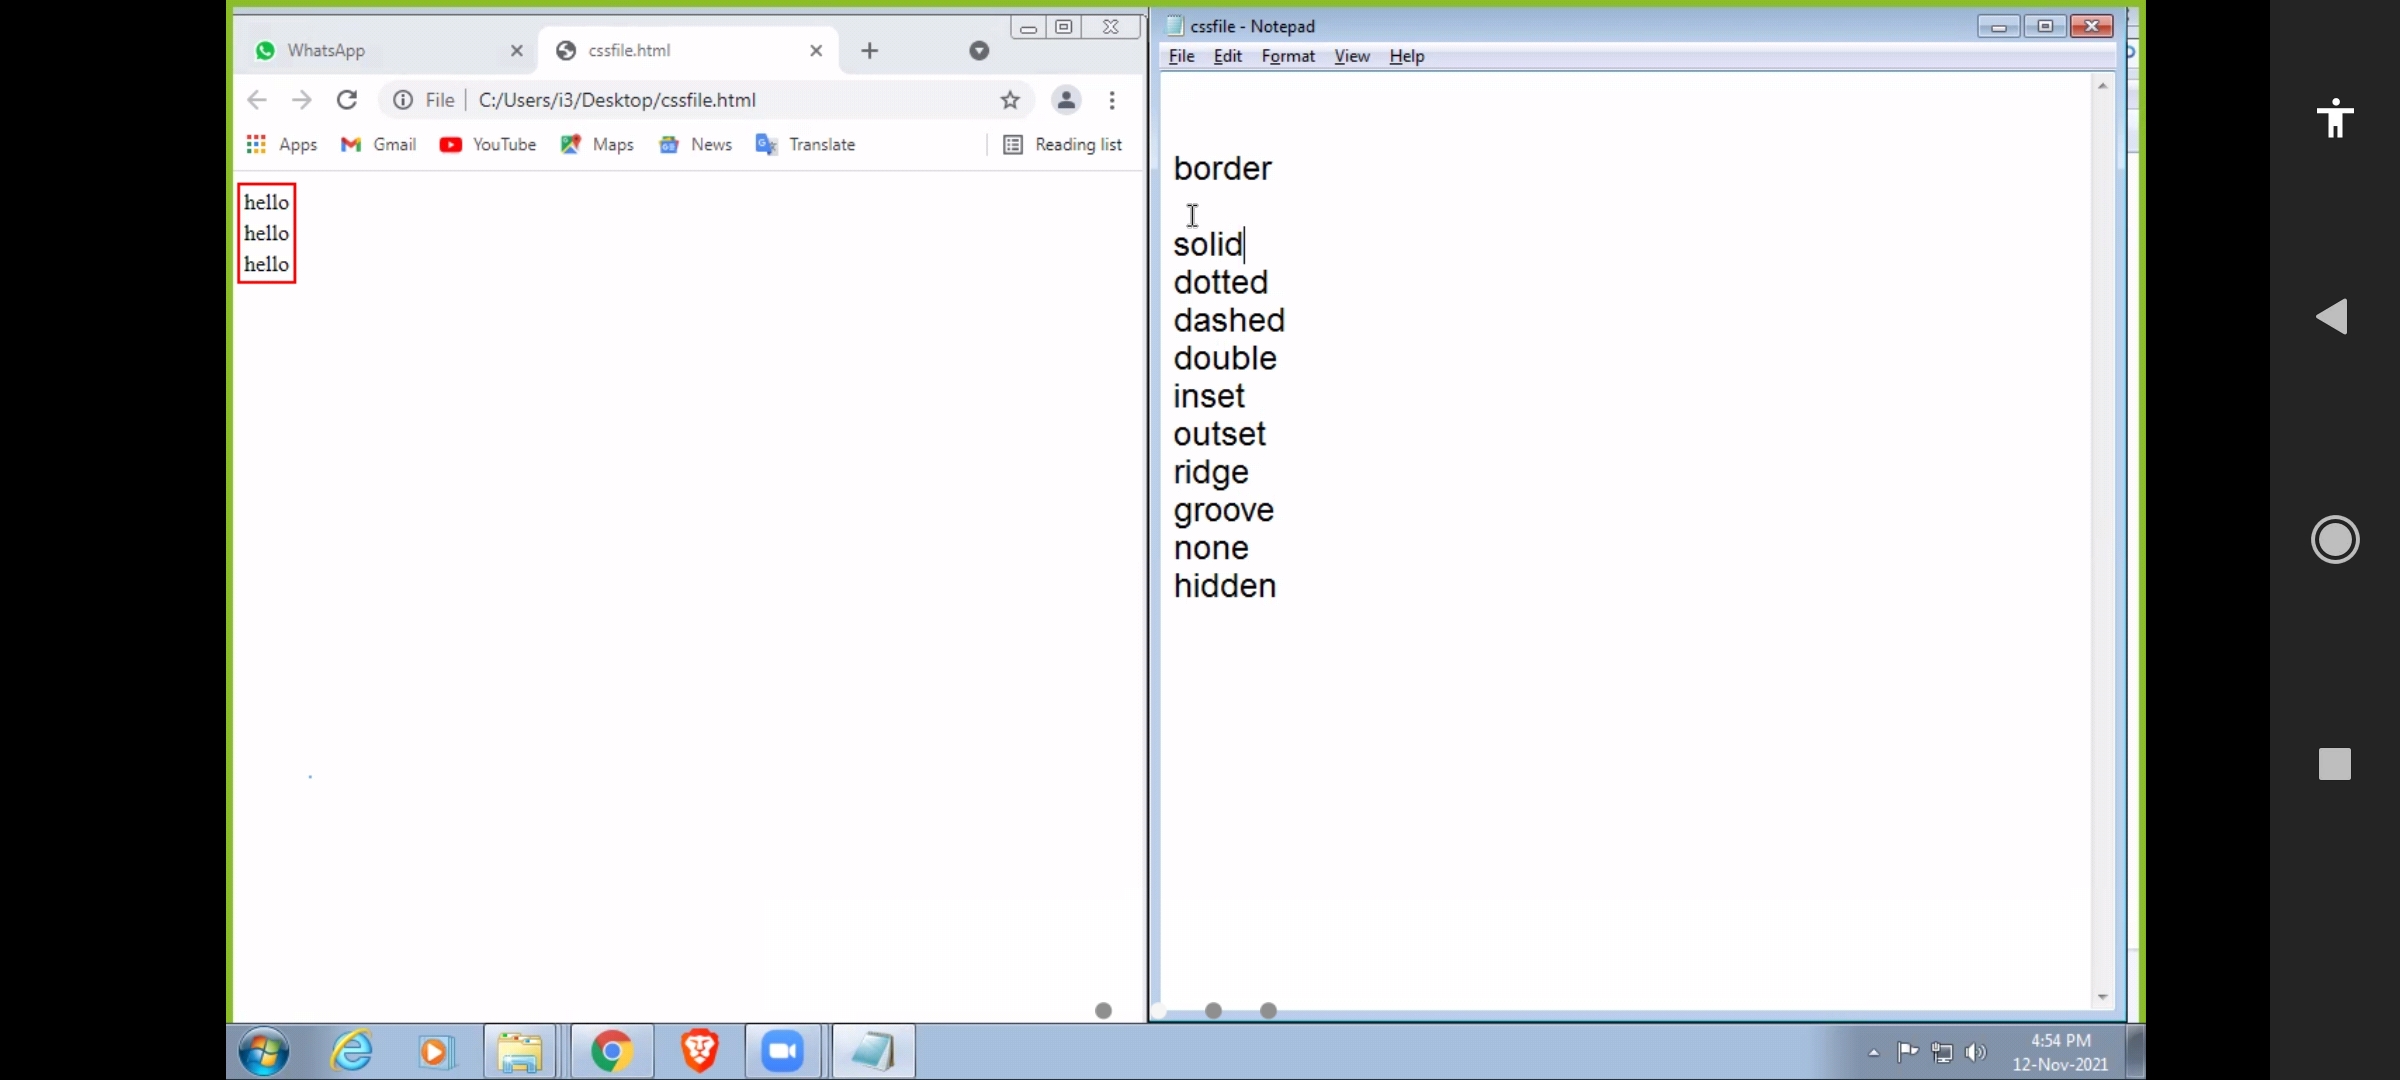 WhatsApp
cssfile.html
File
C:/Users/i3/Desktop/cssfile.html
Apps
Gmail
YouTube
Maps
News
Translate
Reading list
hello
hello
hello
cssfile - Notepad
File Edit Format View Help
border
solid
dotted
dashed
double
inset
outset
ridge
groove
none
hidden
4:54 PM
12-Nov-2021